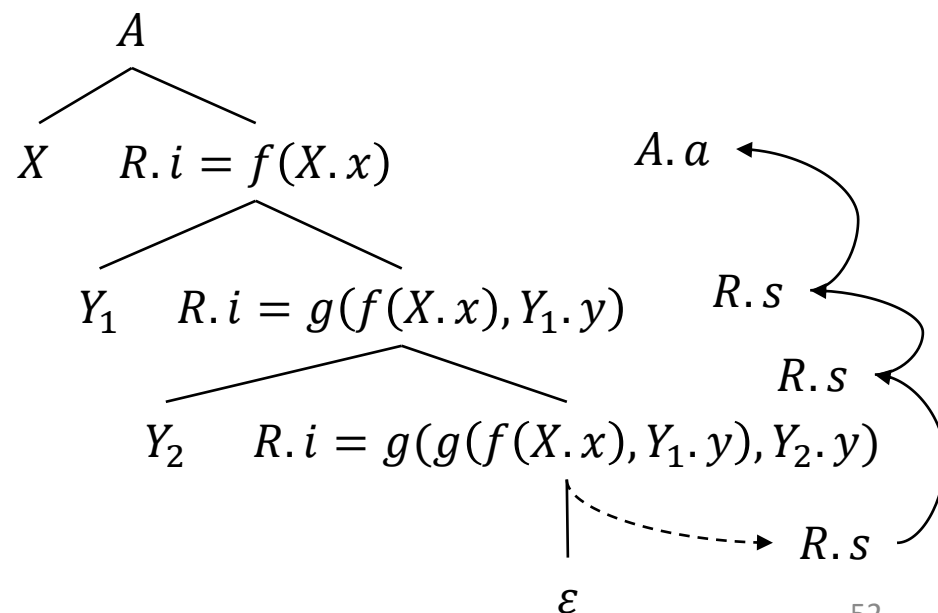 A
X R.i = f(X.x) A.a
Y₁ R.i = g(f(X.x), Y₁.y) R.s
R.s
Y₂ R.i = g(g(f(X.x), Y₁.y), Y₂.y)
R.s
ε
52